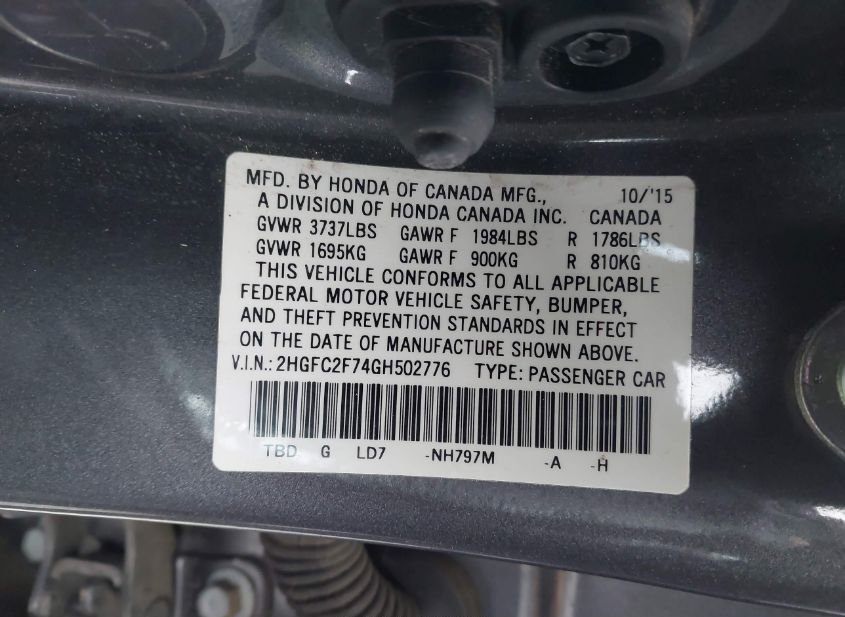 MFD. BY HONDA OF CANADA MFG., 10/'15
A DIVISION OF HONDA CANADA INC. CANADA
GVWR 3737LBS GAWR F 1984LBS R 1786LBS
GVWR 1695KG GAWR F 900KG R 810KG
THIS VEHICLE CONFORMS TO ALL APPLICABLE
FEDERAL MOTOR VEHICLE SAFETY, BUMPER,
AND THEFT PREVENTION STANDARDS IN EFFECT
ON THE DATE OF MANUFACTURE SHOWN ABOVE.
V.I.N.: 2HGFC2F74GH502776 TYPE: PASSENGER CAR
TBD G LD7 -NH797M -A -H